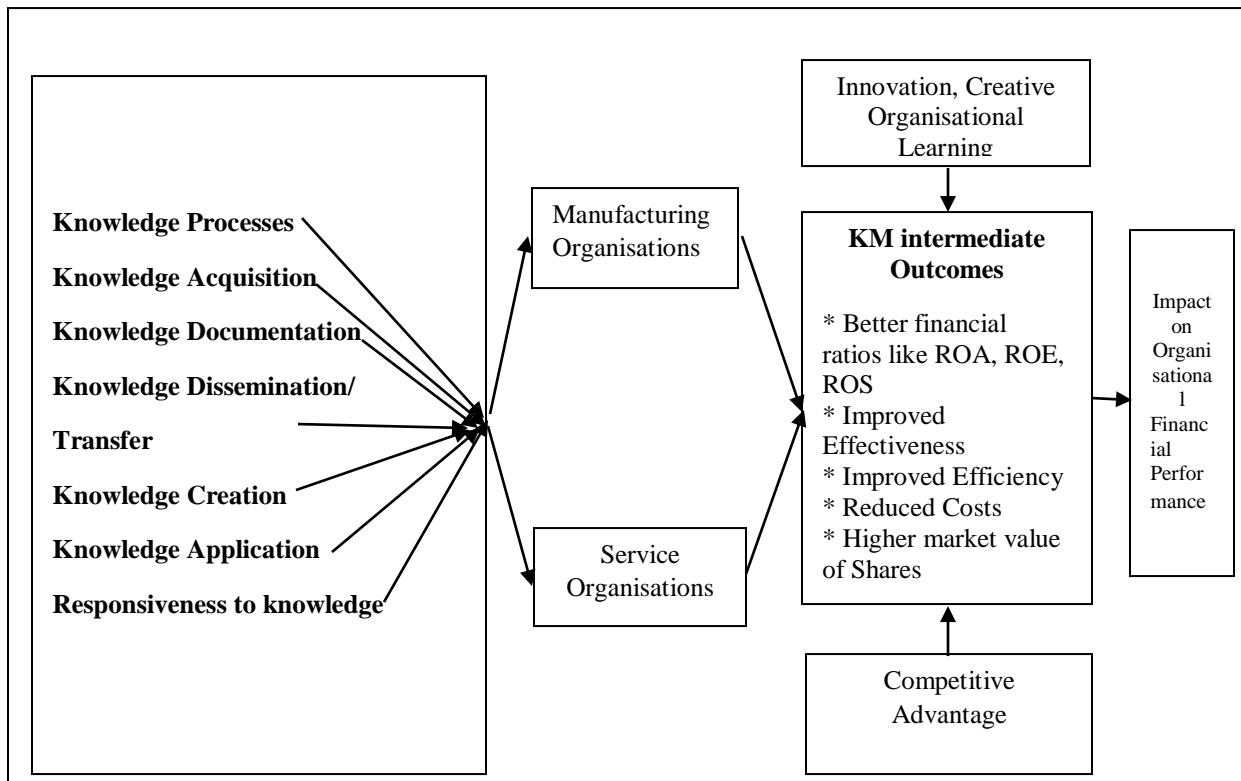 Knowledge Processes
Knowledge Acquisition
Knowledge Documentation
Knowledge Dissemination/
Transfer
Knowledge Creation
Knowledge Application
Responsiveness to knowledge
Manufacturing
Organisations
Service
Organisations
Innovation, Creative
Organisational
Learning
KM intermediate
Outcomes
* Better financial
ratios like ROA, ROE,
ROS
* Improved
Effectiveness
* Improved Efficiency
* Reduced Costs
* Higher market value
of Shares
Competitive
Advantage
Impact
on
Organi
sationa
l
Financ
ial
Perfor
mance